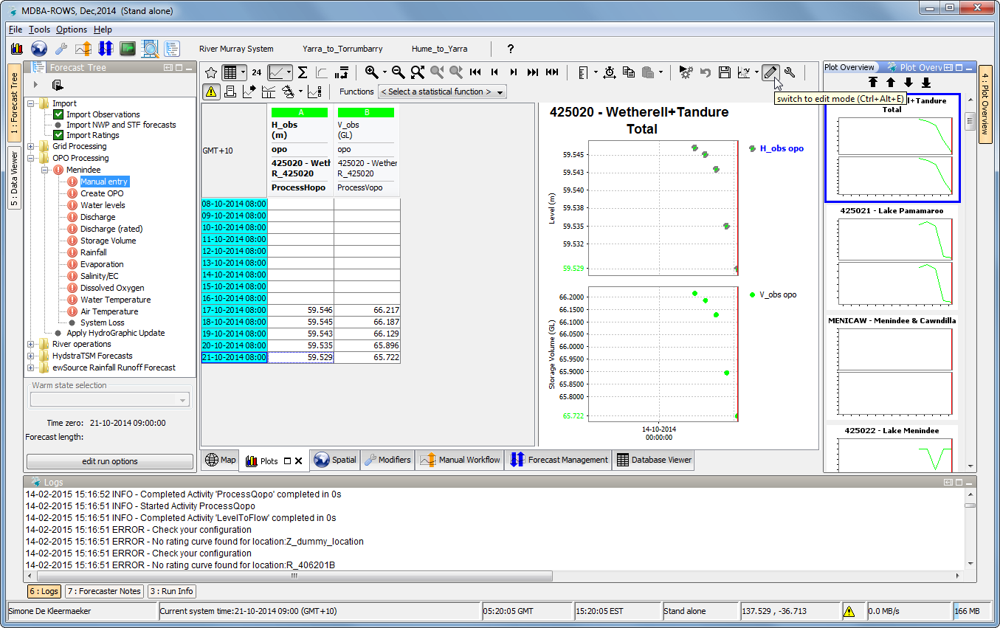 MDBA-ROWS, Dec,2014 (Stand alone)
File Tools Options Help
River Murray System Yarra_to_Torrumbarry Hume_to_Yarra ?
1 : Forecast Tree
5 : Data Viewer
Forecast Tree
Import
Import Observations
Import NWP and STF forecasts
Import Ratings
Grid Processing
OPO Processing
Menindee
Manual entry
Create OPO
Water levels
Discharge
Discharge (rated)
Storage Volume
Rainfall
Evaporation
Salinity/EC
Dissolved Oxygen
Water Temperature
Air Temperature
System Loss
Apply HydroGraphic Update
River operations
HydstraTSM Forecasts
ewSource Rainfall Runoff Forecast
Warm state selection
Time zero: 21-10-2014 09:00:00
Forecast length:
edit run options
24
Functions < Select a statistical function >
switch to edit mode (Ctrl+Alt+E)
A B
H_obs V_obs
(m) (GL)
GMT+10 opo opo
425020 - Wetl 425020 - Wether
R_425020 R_425020
ProcessHopo ProcessVopo
08-10-2014 08:00
09-10-2014 08:00
10-10-2014 08:00
11-10-2014 08:00
12-10-2014 08:00
13-10-2014 08:00
14-10-2014 08:00
15-10-2014 08:00
16-10-2014 08:00
17-10-2014 08:00 59.546 66.217
18-10-2014 08:00 59.545 66.187
19-10-2014 08:00 59.543 66.129
20-10-2014 08:00 59.535 65.896
21-10-2014 08:00 59.529 65.722
425020 - Wetherell+Tandure
Total
Level (m)
59.545
59.543
59.540
59.538
59.535
59.532
59.529
H_obs opo
Storage Volume (GL)
66.2000
66.1500
66.1000
66.0500
66.0000
65.9500
65.9000
65.8500
65.8000
65.722
V_obs opo
14-10-2014
00:00:00
Map Plots Spatial Modifiers Manual Workflow Forecast Management Database Viewer
Plot Overview Plot Overv
4 : Plot Overview
ll+Tandure
Total
425021 - Lake Pamamaroo
MENICAW - Menindee & Cawndilla
425022 - Lake Menindee
Logs
14-02-2015 15:16:52 INFO - Completed Activity 'ProcessQopo' completed in 0s
14-02-2015 15:16:51 INFO - Started Activity ProcessQopo
14-02-2015 15:16:51 INFO - Completed Activity 'LevelToFlow' completed in 0s
14-02-2015 15:16:51 ERROR - Check your configuration
14-02-2015 15:16:51 ERROR - No rating curve found for location:Z_dummy_location
14-02-2015 15:16:51 ERROR - Check your configuration
14-02-2015 15:16:51 ERROR - No rating curve found for location:R_406201B
6 : Logs 7 : Forecaster Notes 3 : Run Info
Simone De Kleermaeker Current system time:21-10-2014 09:00 (GMT+10) 05:20:05 GMT 15:20:05 EST Stand alone 137.529 , -36.713 0.0 MB/s 166 MB